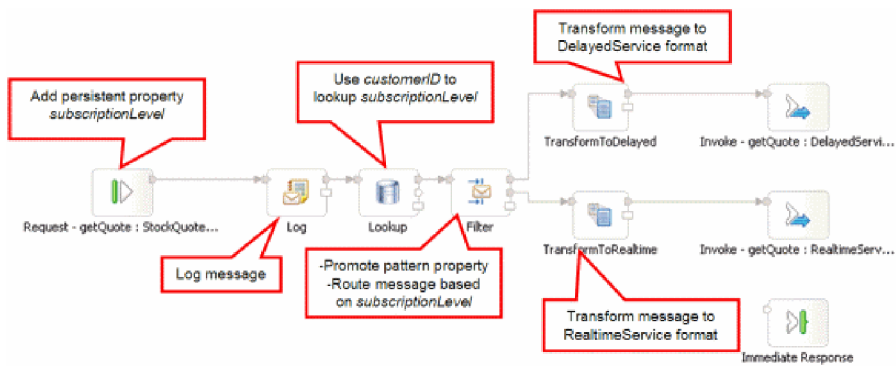 Transform message to
DelayedService format
Use customerID to
lookup subscriptionLevel
Add persistent property
subscriptionLevel
TransformToDelayed
Invoke - getQuote : DelayedServi...
Request - getQuote : StockQuote...
Log
Lookup
Filter
TransformToRealtime
Invoke - getQuote : RealtimeServ...
Log message
-Promote pattern property
-Route message based
on subscriptionLevel
Transform message to
RealtimeService format
Immediate Response